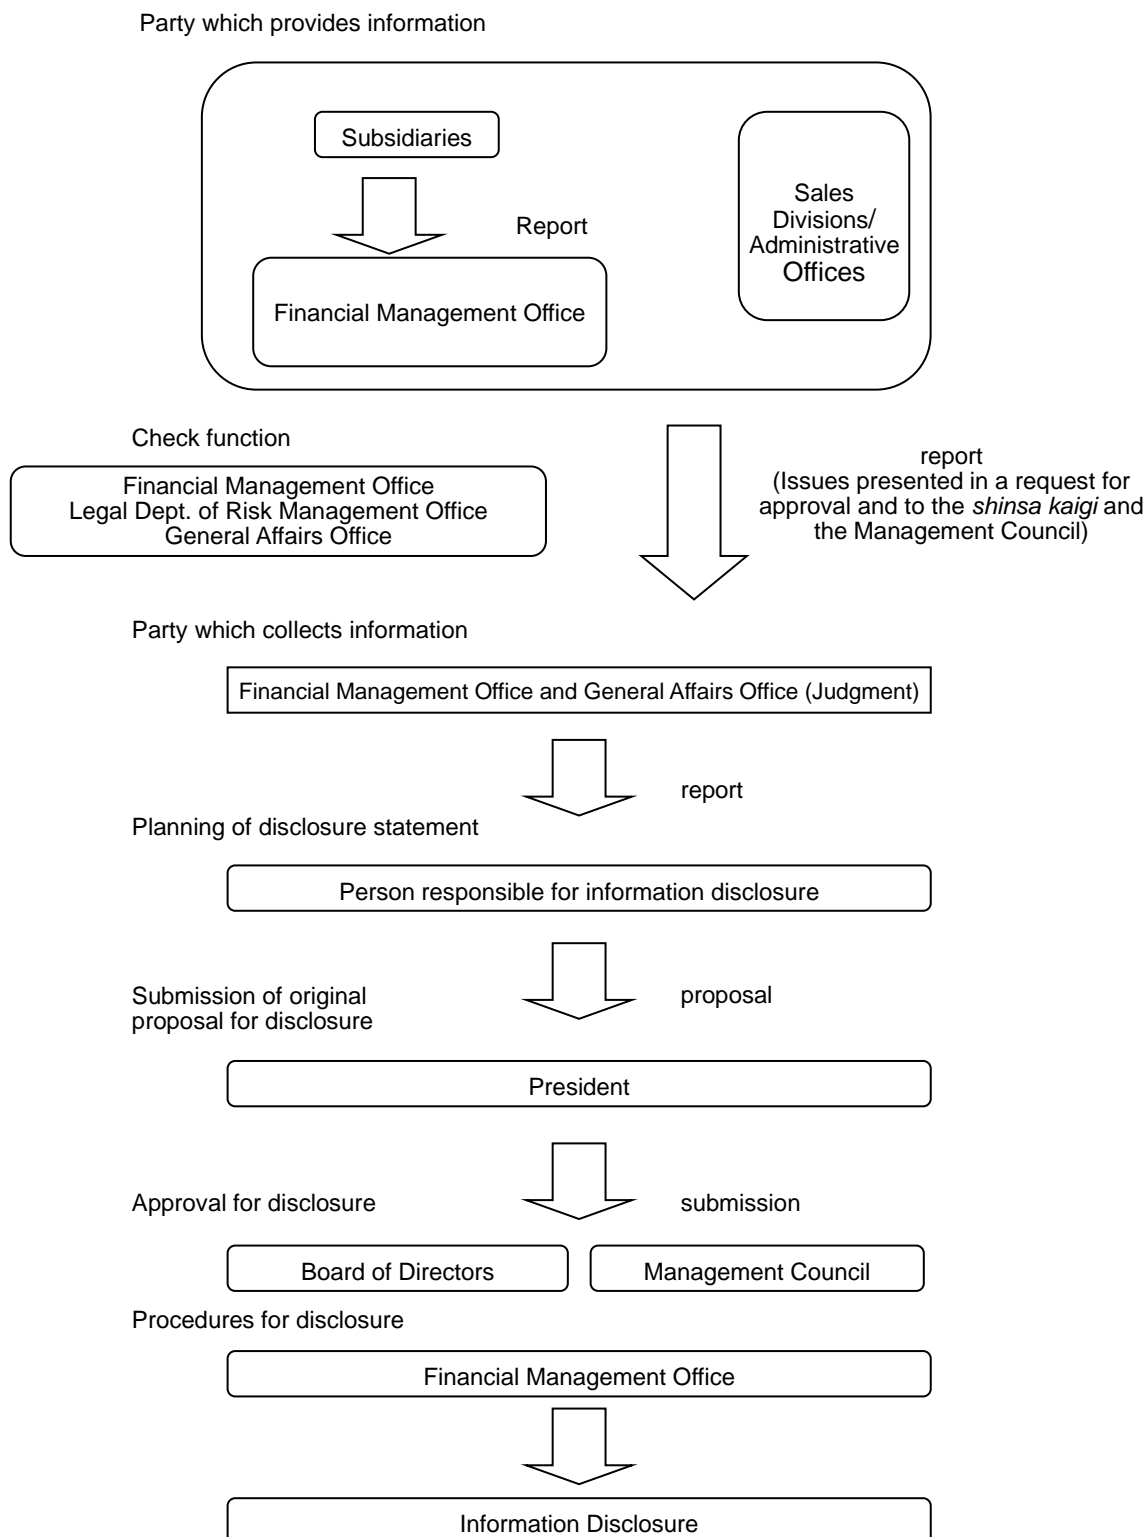 Party which provides information
Subsidiaries
Report
Financial Management Office
Sales
Divisions/
Administrative
Offices
Check function
Financial Management Office
Legal Dept. of Risk Management Office
General Affairs Office
report
(Issues presented in a request for
approval and to the shinsa kaigi and
the Management Council)
Party which collects information
Financial Management Office and General Affairs Office (Judgment)
report
Planning of disclosure statement
Person responsible for information disclosure
Submission of original
proposal for disclosure
proposal
President
Approval for disclosure
submission
Board of Directors
Management Council
Procedures for disclosure
Financial Management Office
Information Disclosure